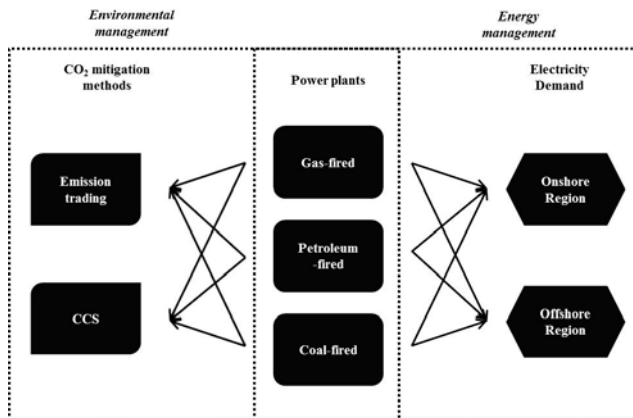 Environmental
management
Energy
management
CO₂ mitigation
methods
Power plants
Electricity
Demand
Emission
trading
CCS
Gas-fired
Petroleum
-fired
Coal-fired
Onshore
Region
Offshore
Region